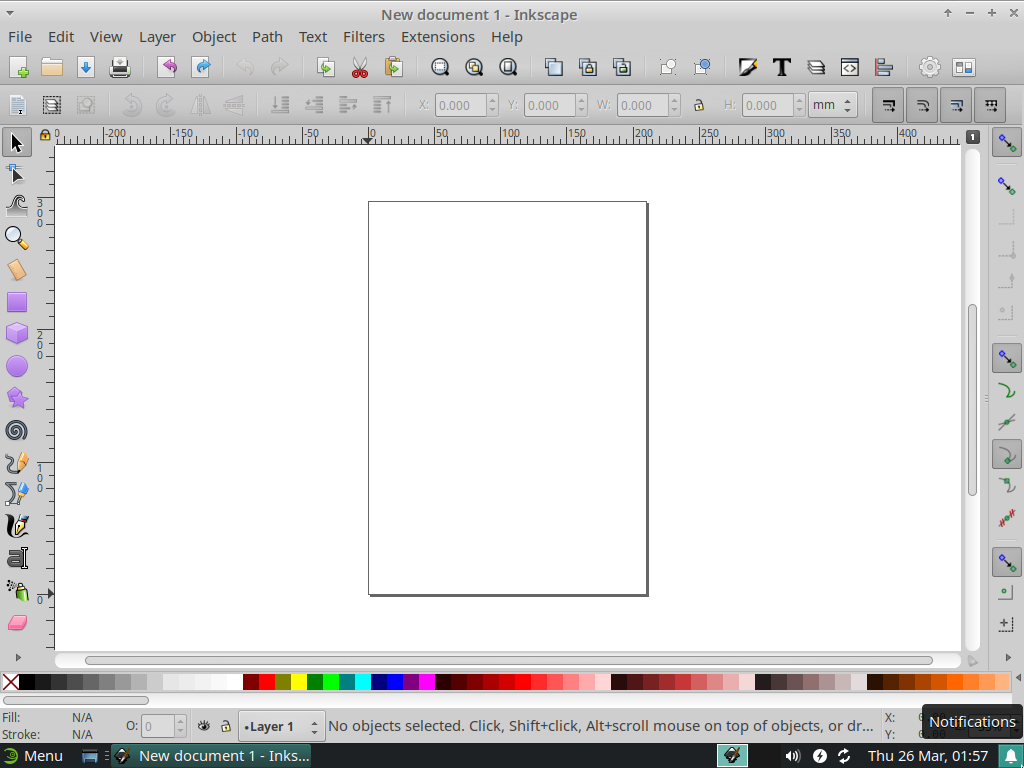 New document 1 - Inkscape
File Edit View Layer Object Path Text Filters Extensions Help
X: 0.000 Y: 0.000 W: 0.000 H: 0.000 mm
0 -200 -150 -100 -50 0 50 100 150 200 250 300 350 400 1
300
200
100
0
Fill: N/A
Stroke: N/A
O: 0
•Layer 1
No objects selected. Click, Shift+click, Alt+scroll mouse on top of objects, or dr...
X:
Y:
Notifications
Menu
New document 1 - Inks...
Thu 26 Mar, 01:57